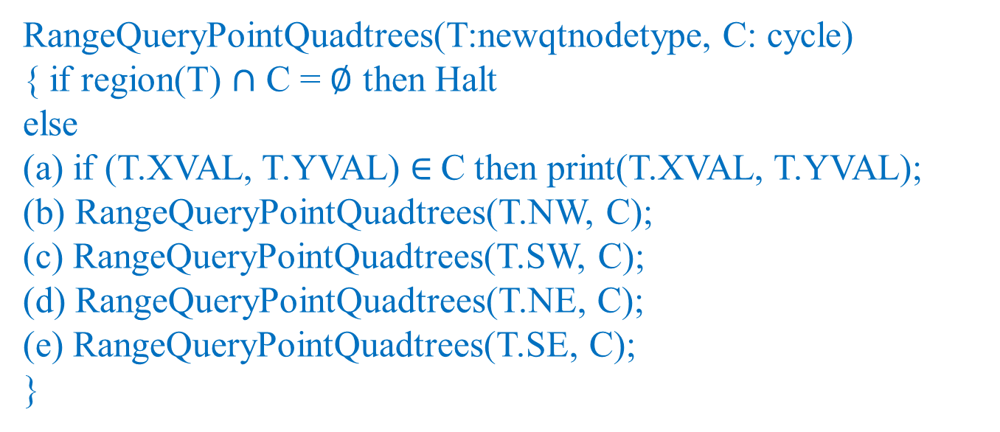 RangeQueryPointQuadtrees(T:newqtnodetype, C: cycle)
{ if region(T) ∩ C = ∅ then Halt
else
(a) if (T.XVAL, T.YVAL) ∈ C then print(T.XVAL, T.YVAL);
(b) RangeQueryPointQuadtrees(T.NW, C);
(c) RangeQueryPointQuadtrees(T.SW, C);
(d) RangeQueryPointQuadtrees(T.NE, C);
(e) RangeQueryPointQuadtrees(T.SE, C);
}